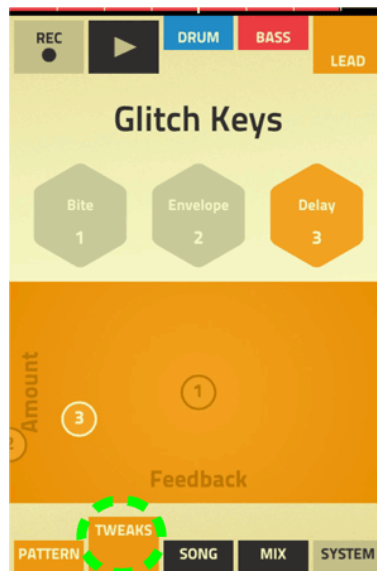 REC
DRUM
BASS
LEAD
Glitch Keys
Bite
1
Envelope
2
Delay
3
Amount
1
3
2
Feedback
PATTERN
TWEAKS
SONG
MIX
SYSTEM